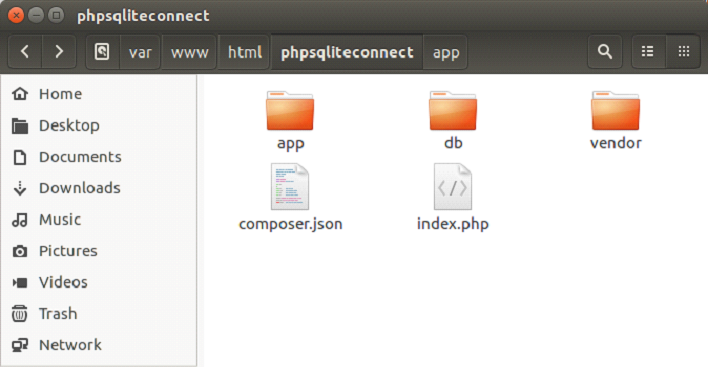 phpsqliteconnect
var www html phpsqliteconnect app
Home
Desktop
Documents
Downloads
Music
Pictures
Videos
Trash
Network
app db vendor
composer.json index.php